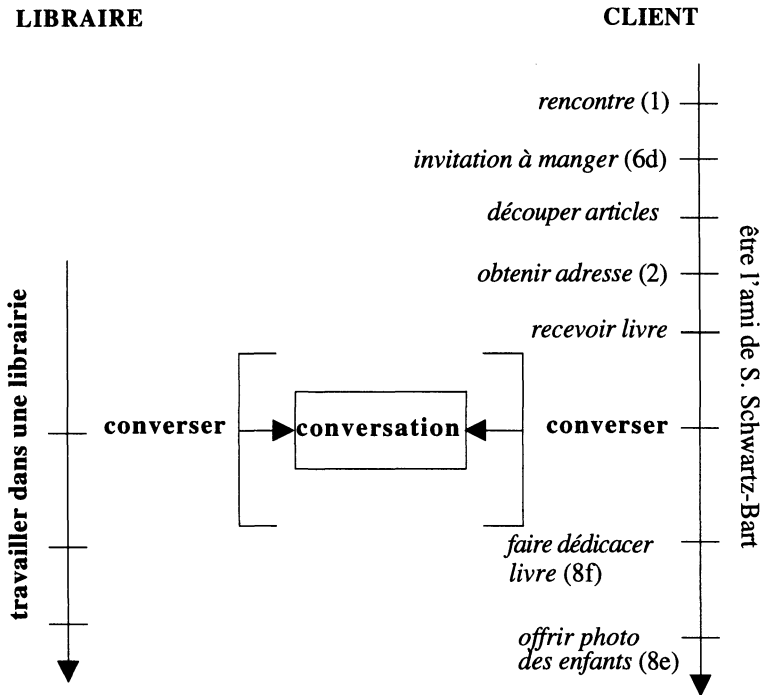 LIBRAIRE
CLIENT
rencontre (1)
invitation à manger (6d)
découper articles
obtenir adresse (2)
recevoir livre
travailler dans une librairie
converser
conversation
converser
être l'ami de S. Schwartz-Bart
faire dédicacer
livre (8f)
offrir photo
des enfants (8e)